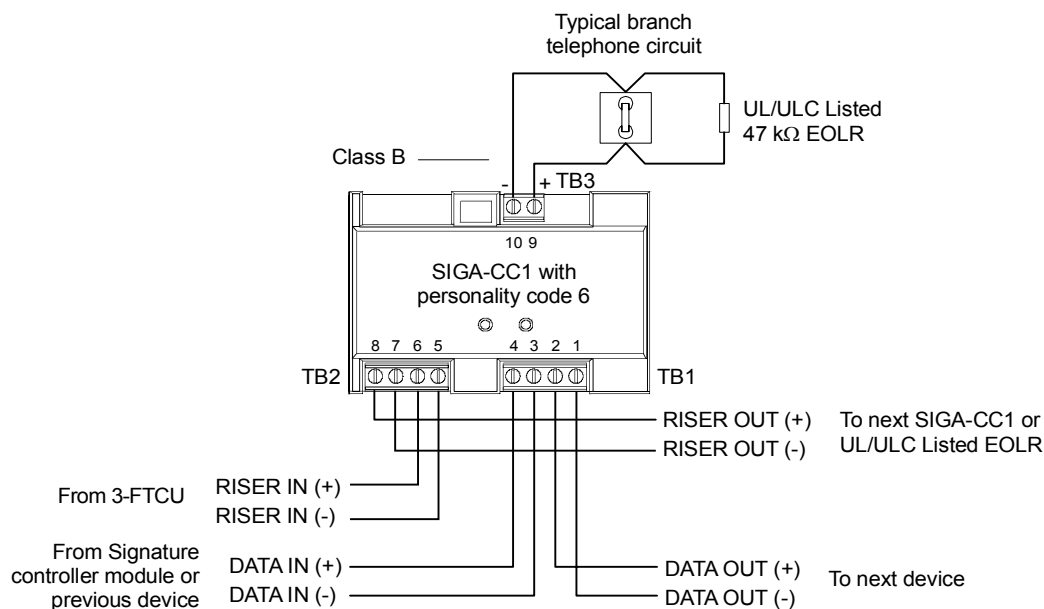 Typical branch
telephone circuit
UL/ULC Listed
47 kΩ EOLR
Class B
- + TB3
10 9
SIGA-CC1 with
personality code 6
8 7 6 5 4 3 2 1
TB2 TB1
RISER OUT (+)
RISER OUT (-)
To next SIGA-CC1 or
UL/ULC Listed EOLR
From 3-FTCU
RISER IN (+)
RISER IN (-)
From Signature
controller module or
previous device
DATA IN (+)
DATA IN (-)
DATA OUT (+)
DATA OUT (-)
To next device